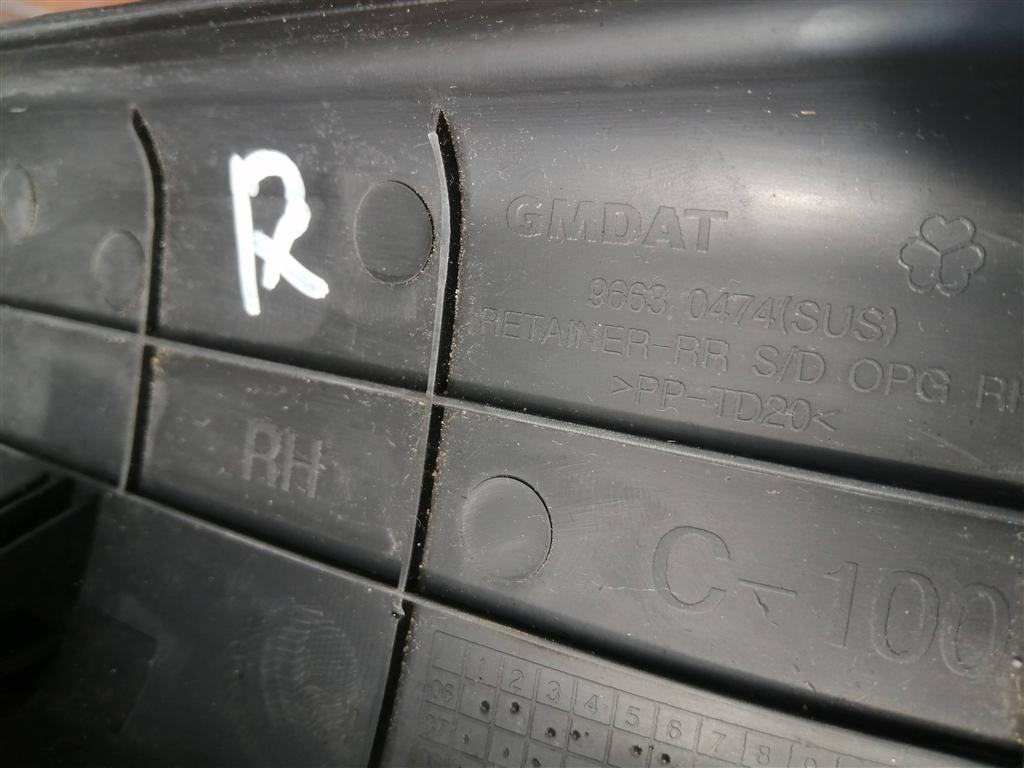 R
GMDAT
9663 0474(SUS)
RETAINER-RR S/D OPG
>PP-TD20<
RH
C-100
1 2 3 4 5 6 7 8
06
07